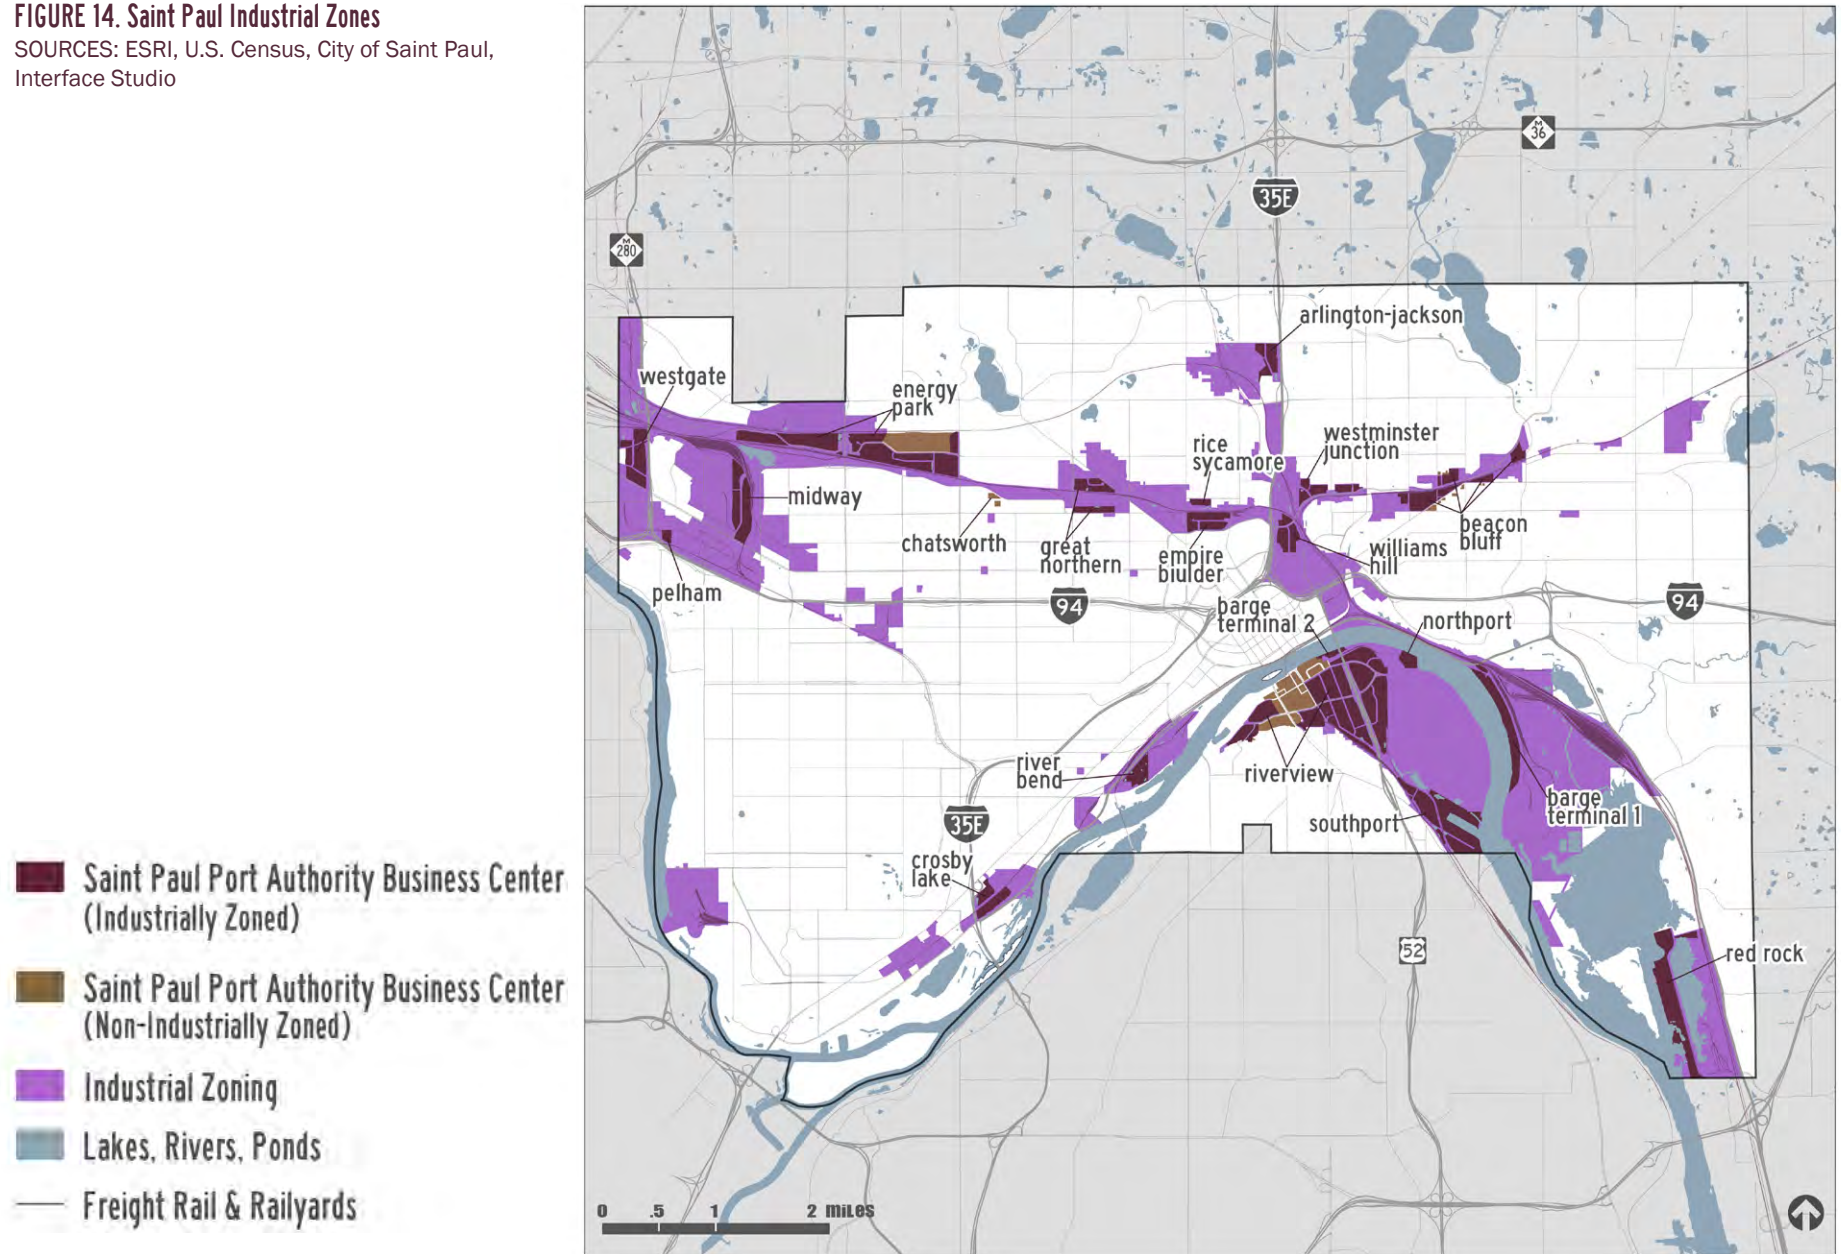 FIGURE 14. Saint Paul Industrial Zones
SOURCES: ESRI, U.S. Census, City of Saint Paul,
Interface Studio
M
36
35E
M
280
arlington-jackson
westgate
energy
park
rice
sycamore
westminster
junction
midway
chatsworth
great
northern
empire
biulder
beacon
bluff
williams
hill
pelham
94
94
barge
terminal 2
northport
river
bend
riverview
barge
terminal 1
southport
35E
crosby
lake
52
red rock
Saint Paul Port Authority Business Center
(Industrially Zoned)
Saint Paul Port Authority Business Center
(Non-Industrially Zoned)
Industrial Zoning
Lakes, Rivers, Ponds
Freight Rail & Railyards
0 .5 1 2 miLES